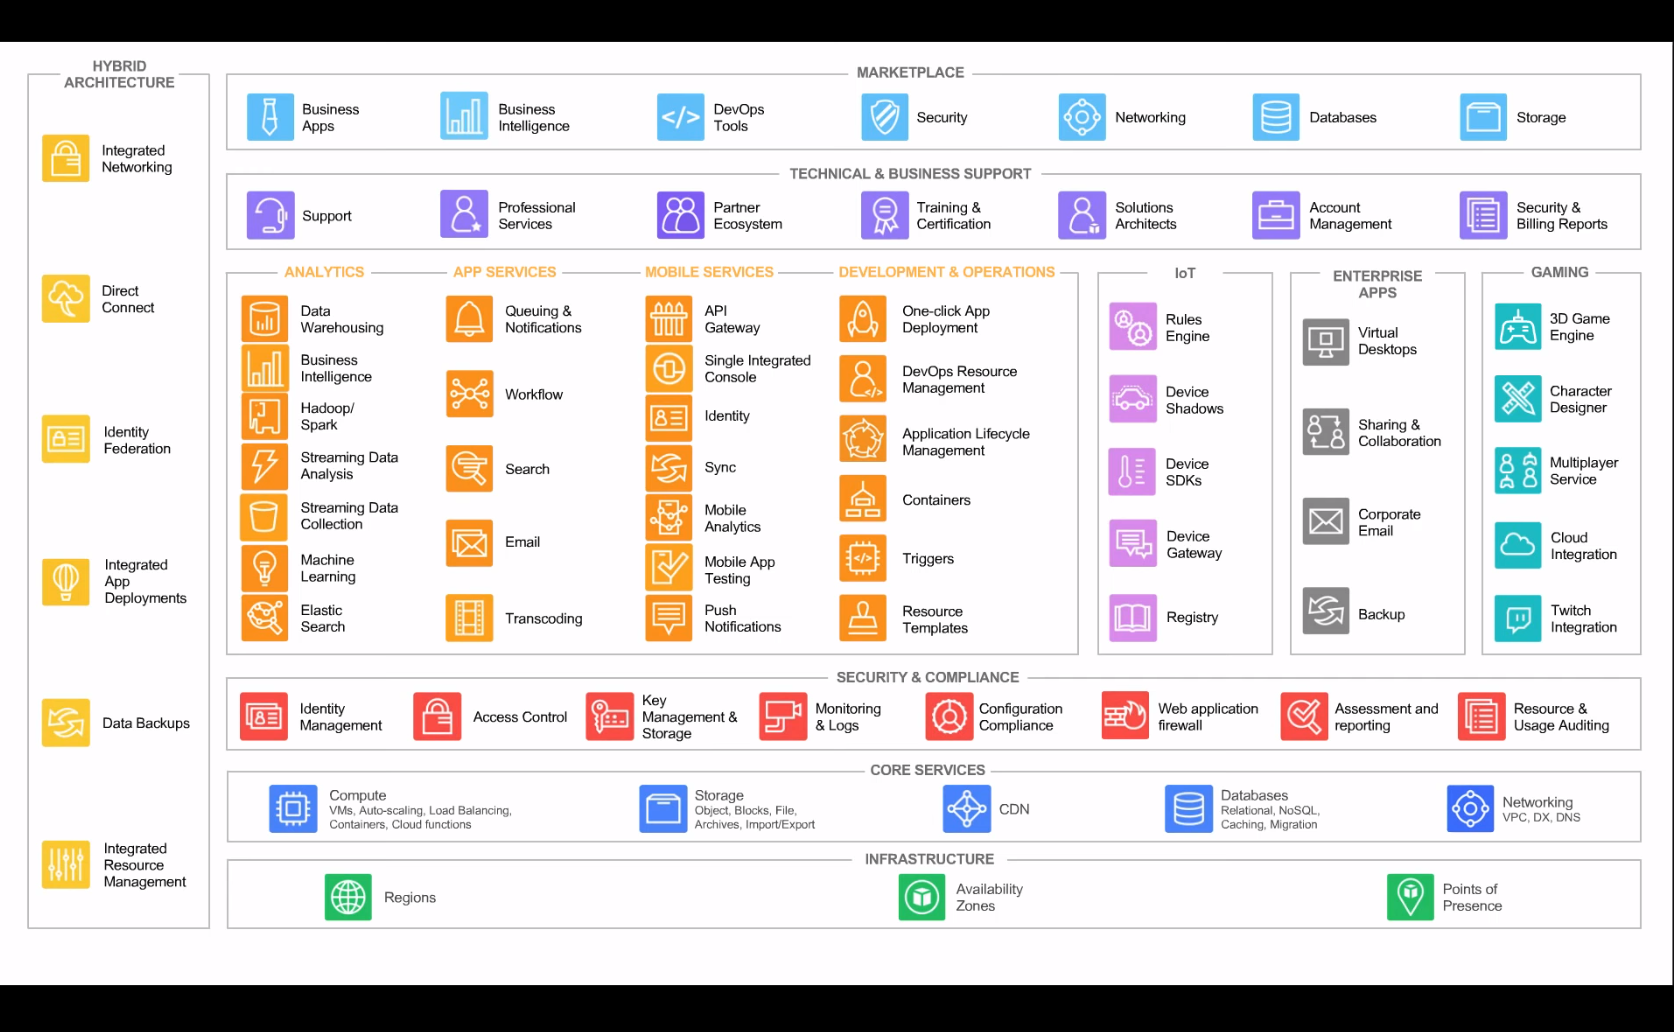 HYBRID
ARCHITECTURE
Integrated
Networking
Direct
Connect
Identity
Federation
Integrated
App
Deployments
Data Backups
Integrated
Resource
Management
MARKETPLACE
Business
Apps
Business
Intelligence
DevOps
Tools
Security
Networking
Databases
Storage
TECHNICAL & BUSINESS SUPPORT
Support
Professional
Services
Partner
Ecosystem
Training &
Certification
Solutions
Architects
Account
Management
Security &
Billing Reports
ANALYTICS
Data
Warehousing
Business
Intelligence
Hadoop/
Spark
Streaming Data
Analysis
Streaming Data
Collection
Machine
Learning
Elastic
Search
APP SERVICES
Queuing &
Notifications
Workflow
Search
Email
Transcoding
MOBILE SERVICES
API
Gateway
Single Integrated
Console
Identity
Sync
Mobile
Analytics
Mobile App
Testing
Push
Notifications
DEVELOPMENT & OPERATIONS
One-click App
Deployment
DevOps Resource
Management
Application Lifecycle
Management
Containers
Triggers
Resource
Templates
IoT
Rules
Engine
Device
Shadows
Device
SDKs
Device
Gateway
Registry
ENTERPRISE
APPS
Virtual
Desktops
Sharing &
Collaboration
Corporate
Email
Backup
GAMING
3D Game
Engine
Character
Designer
Multiplayer
Service
Cloud
Integration
Twitch
Integration
SECURITY & COMPLIANCE
Identity
Management
Access Control
Key
Management &
Storage
Monitoring
& Logs
Configuration
Compliance
Web application
firewall
Assessment and
reporting
Resource &
Usage Auditing
CORE SERVICES
Compute
VMs, Auto-scaling, Load Balancing,
Containers, Cloud functions
Storage
Object, Blocks, File,
Archives, Import/Export
CDN
Databases
Relational, NoSQL,
Caching, Migration
Networking
VPC, DX, DNS
INFRASTRUCTURE
Regions
Availability
Zones
Points of
Presence